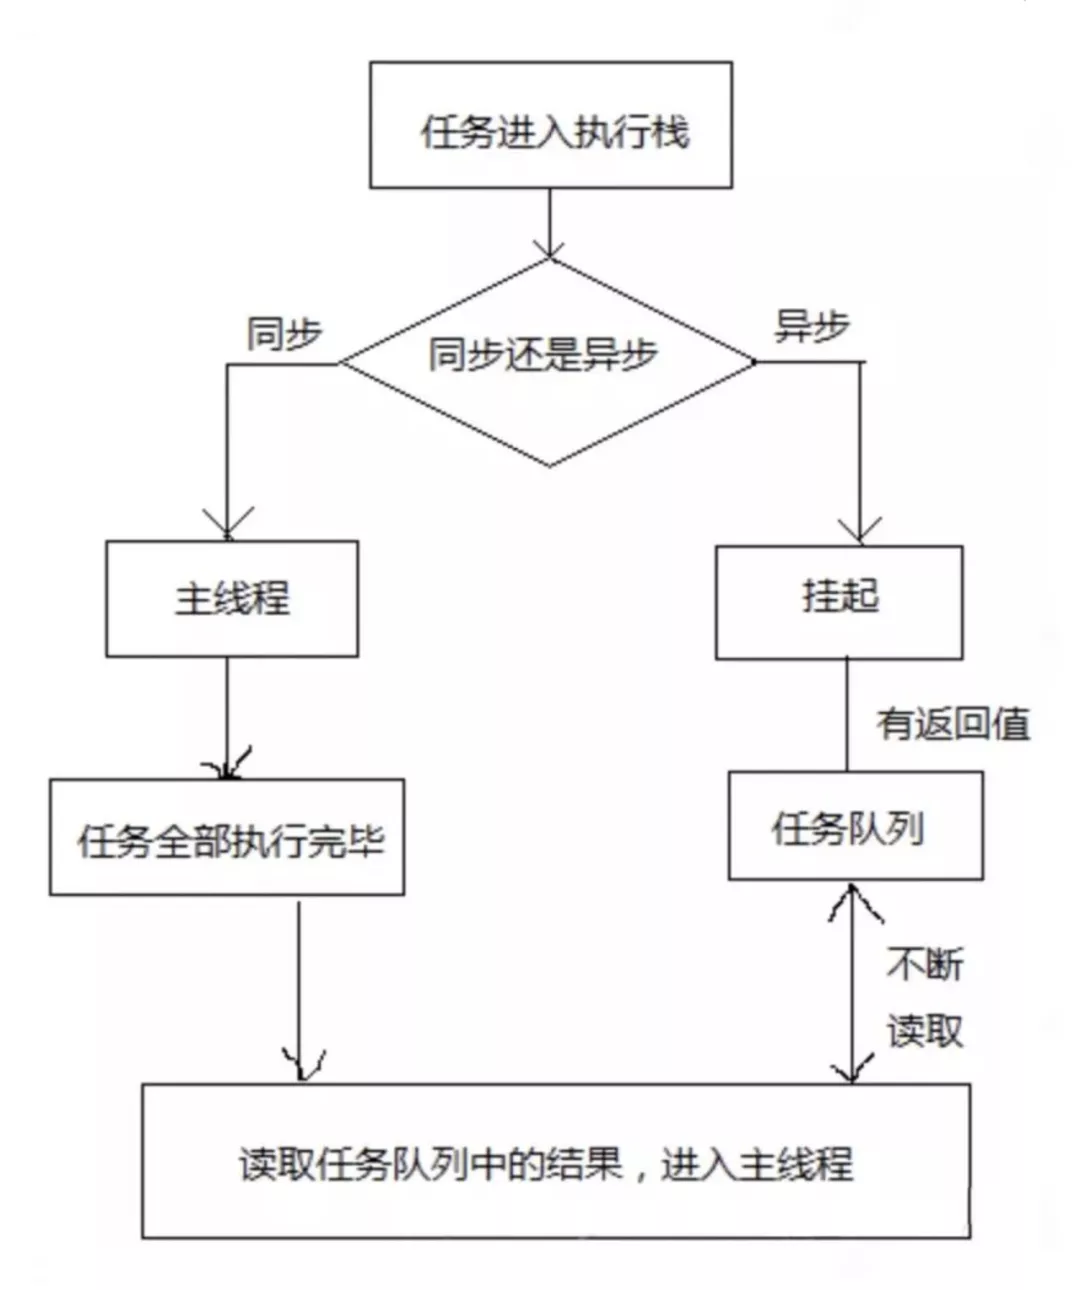 任务进入执行栈
同步
同步还是异步
异步
主线程
挂起
有返回值
任务全部执行完毕
任务队列
不断
读取
读取任务队列中的结果，进入主线程